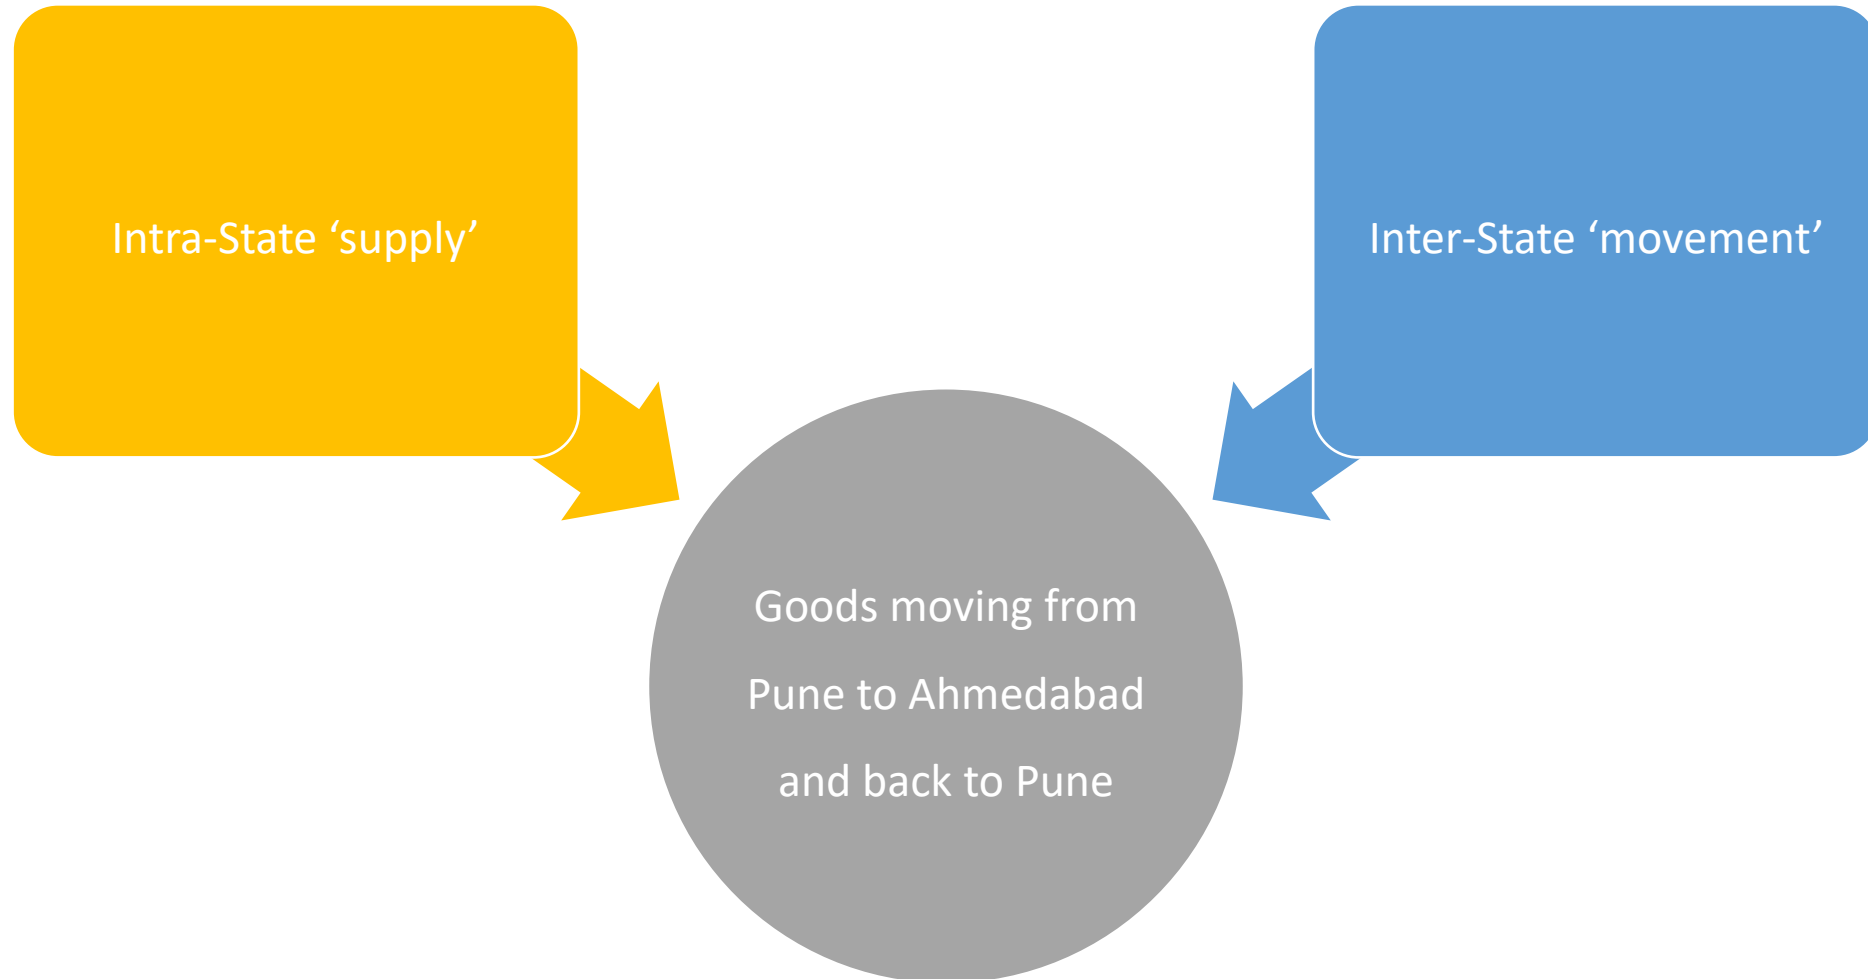 Intra-State ‘supply’
Inter-State ‘movement’
Goods moving from
Pune to Ahmedabad
and back to Pune